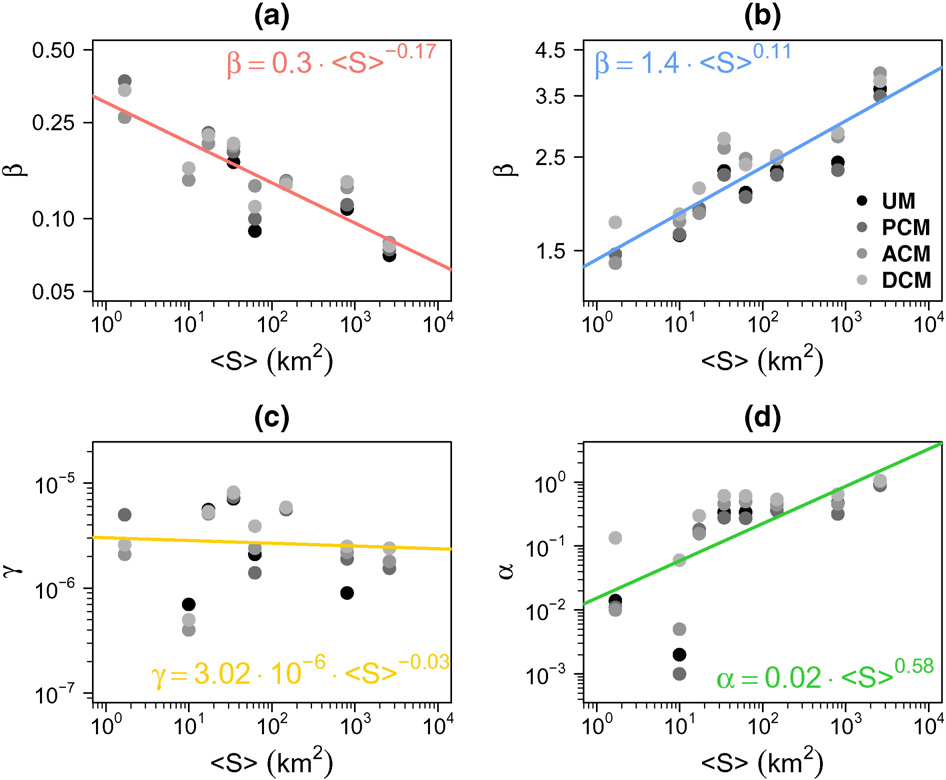 (a)
β = 0.3 · <S>^−0.17
0.50
0.25
0.10
0.05
β
10^0 10^1 10^2 10^3 10^4
<S> (km^2)
(b)
β = 1.4 · <S>^0.11
4.5
3.5
2.5
1.5
β
UM
PCM
ACM
DCM
10^0 10^1 10^2 10^3 10^4
<S> (km^2)
(c)
10^−5
10^−6
10^−7
γ
γ = 3.02 · 10^−6 · <S>^−0.03
10^0 10^1 10^2 10^3 10^4
<S> (km^2)
(d)
10^0
10^−1
10^−2
10^−3
α
α = 0.02 · <S>^0.58
10^0 10^1 10^2 10^3 10^4
<S> (km^2)